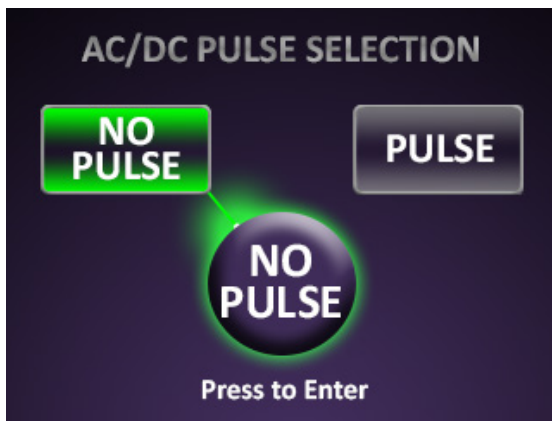 AC/DC PULSE SELECTION
NO
PULSE
PULSE
NO
PULSE
Press to Enter